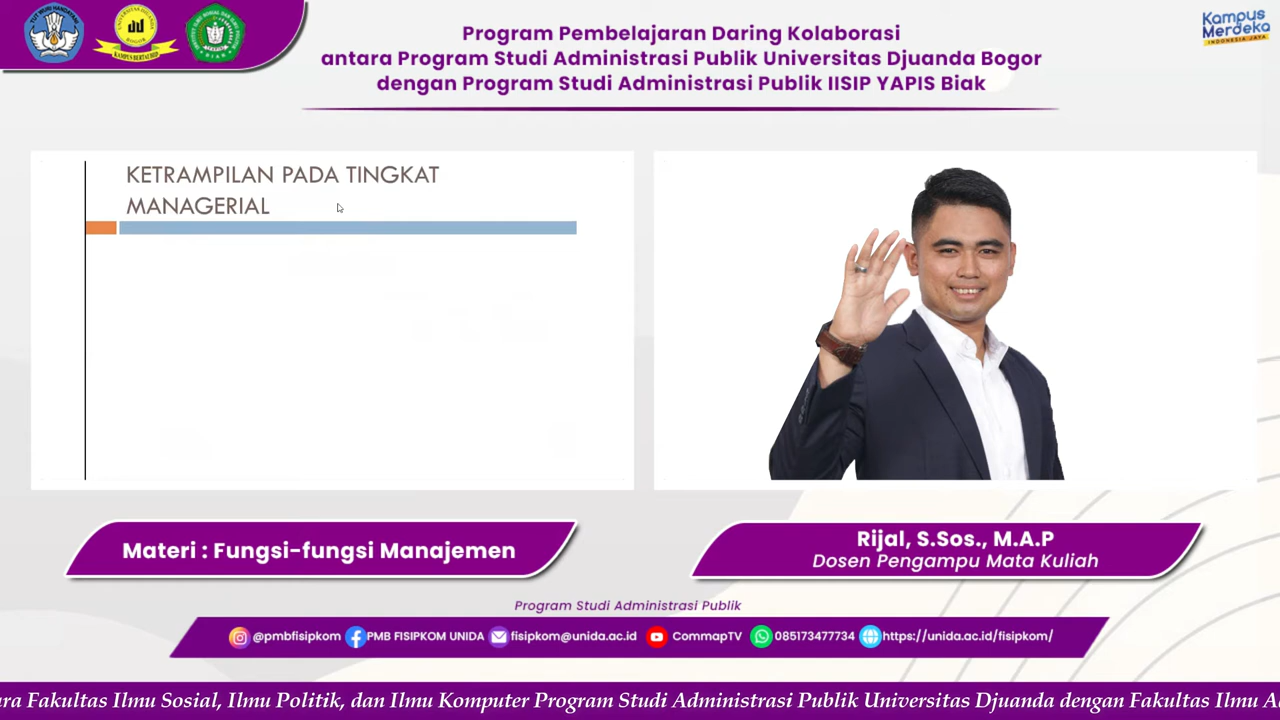 Program Pembelajaran Daring Kolaborasi
antara Program Studi Administrasi Publik Universitas Djuanda Bogor
dengan Program Studi Administrasi Publik IISIP YAPIS Biak
Kampus
Merdeka
INDONESIA JAYA
KETRAMPILAN PADA TINGKAT
MANAGERIAL
Materi : Fungsi-fungsi Manajemen
Rijal, S.Sos., M.A.P
Dosen Pengampu Mata Kuliah
Program Studi Administrasi Publik
@pmbfisipkom PMB FISIPKOM UNIDA fisipkom@unida.ac.id CommapTV 085173477734 https://unida.ac.id/fisipkom/
ara Fakultas Ilmu Sosial, Ilmu Politik, dan Ilmu Komputer Program Studi Administrasi Publik Universitas Djuanda dengan Fakultas Ilmu A